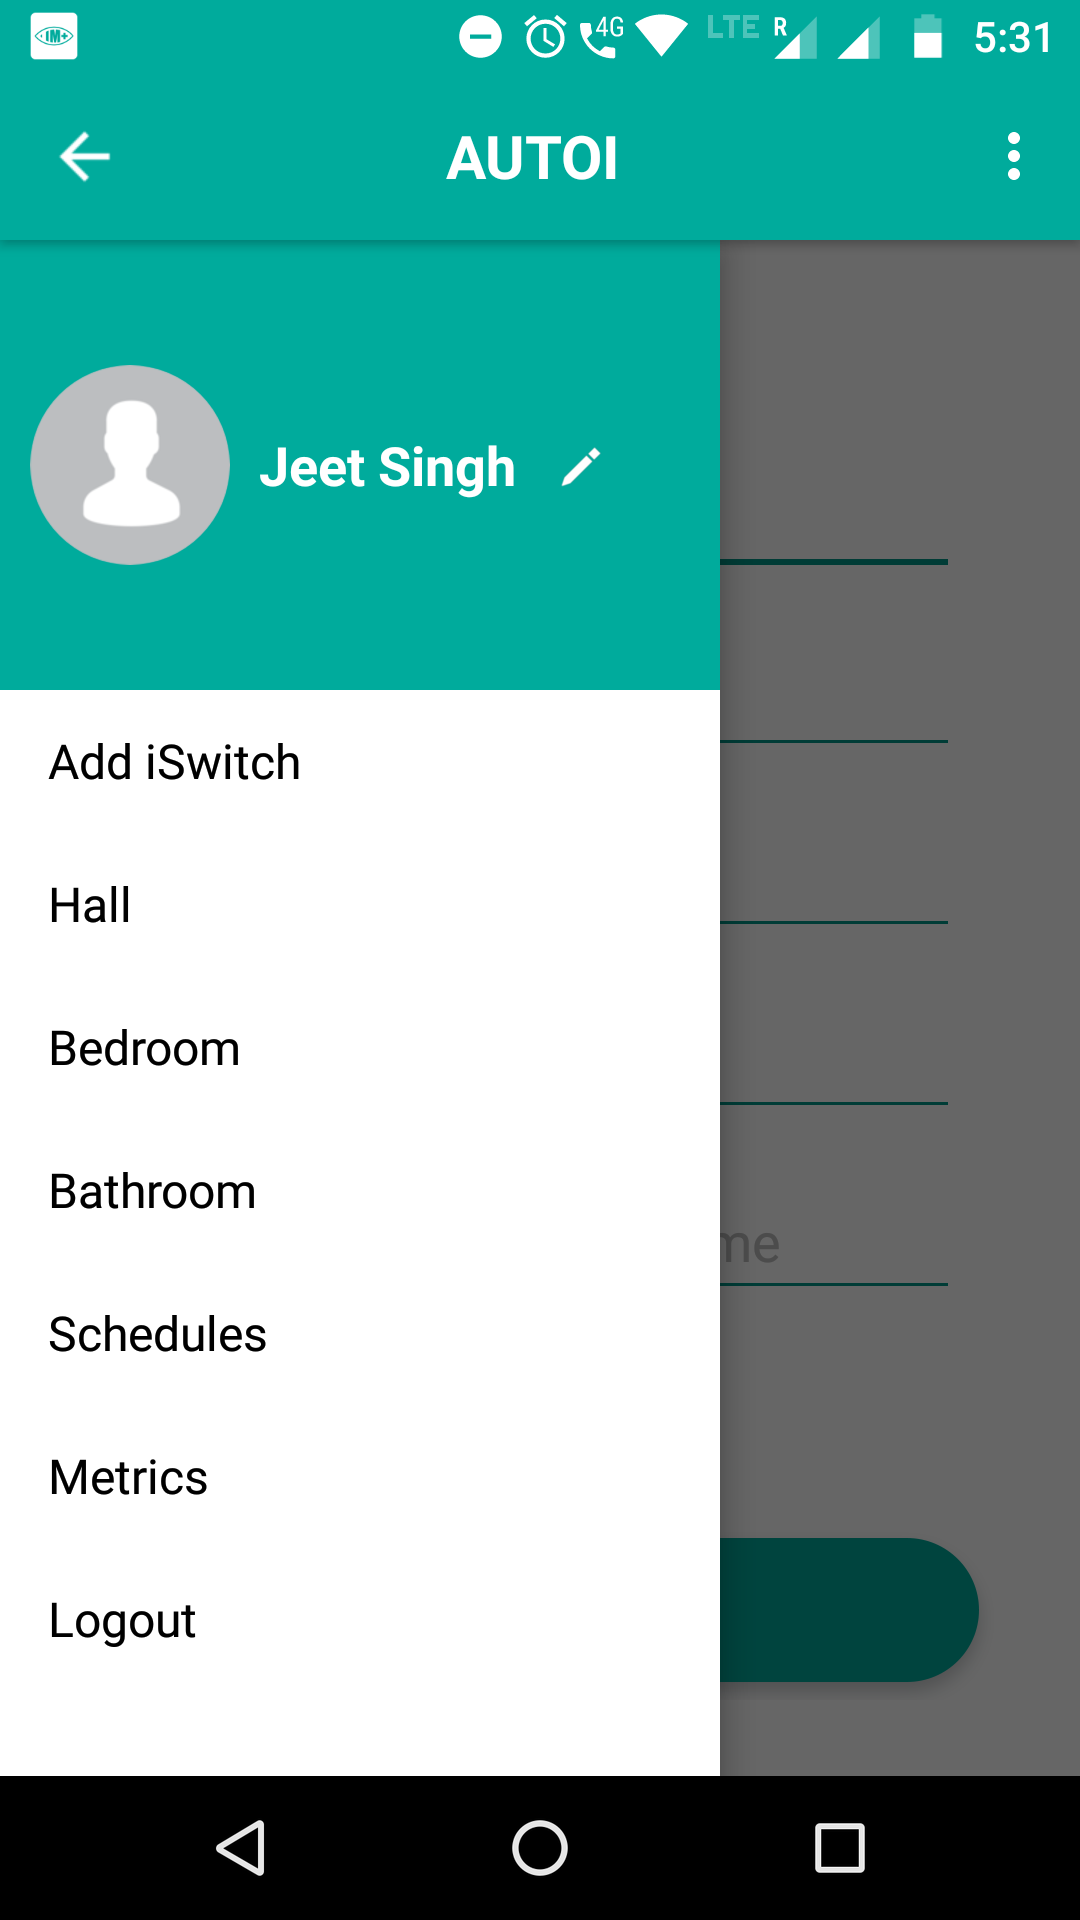 IM+ 4G LTE R 5:31
AUTOI
Jeet Singh
Add iSwitch
Hall
Bedroom
Bathroom
me
Schedules
Metrics
Logout